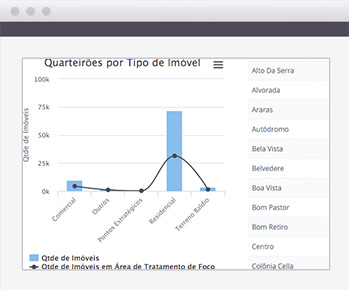 Quarteirões por Tipo de Imóvel
100k
75k
50k
25k
0k
Qtde de Imóveis
Comercial
Outros
Pontos Estratégicos
Residencial
Terreno Baldio
Qtde de Imóveis
Qtde de Imóveis em Área de Tratamento de Foco
Alto Da Serra
Alvorada
Araras
Autódromo
Bela Vista
Belvedere
Boa Vista
Bom Pastor
Bom Retiro
Centro
Colônia Cella